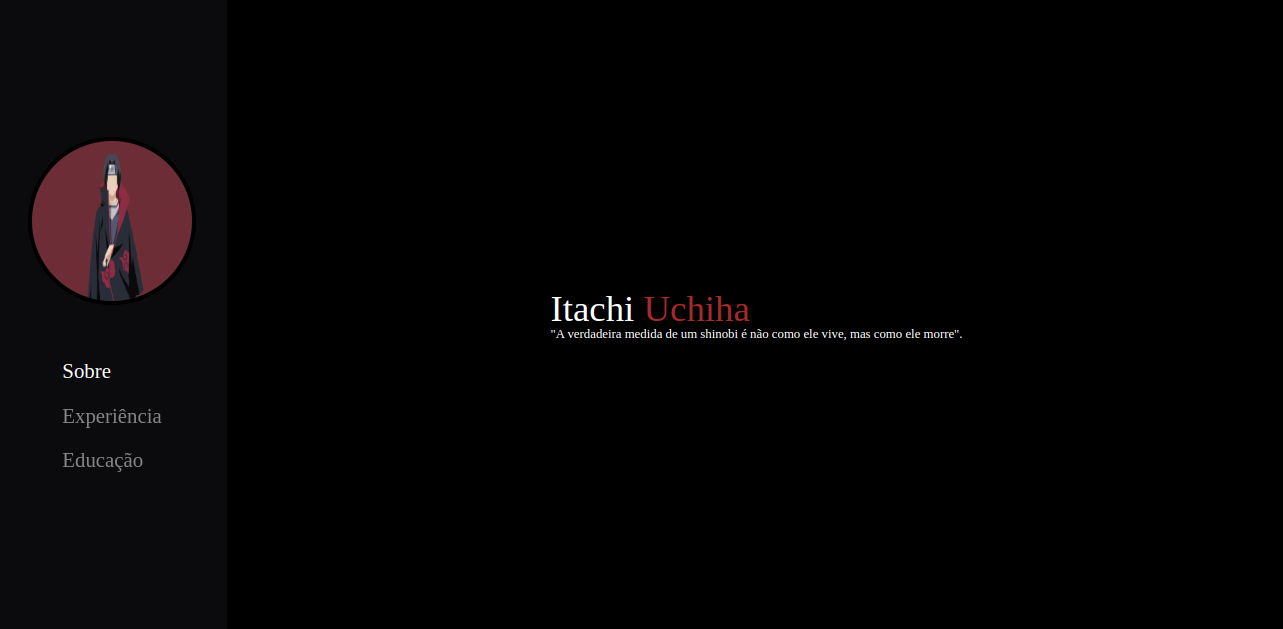 Sobre
Experiência
Educação
Itachi Uchiha
"A verdadeira medida de um shinobi é não como ele vive, mas como ele morre".